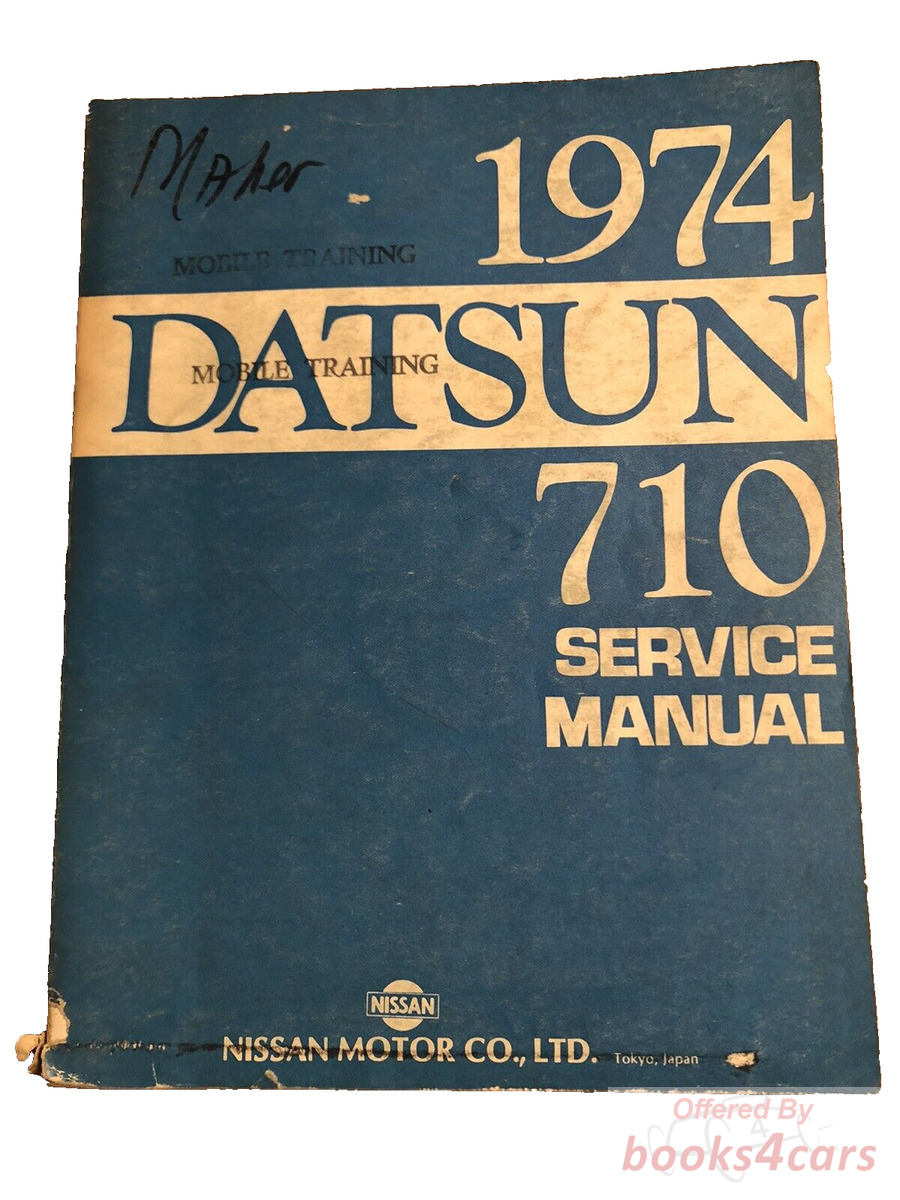 Maher
1974
MOBILE TRAINING
DATSUN
MOBILE TRAINING
710
SERVICE
MANUAL
NISSAN
NISSAN MOTOR CO., LTD. Tokyo, Japan
Offered By
books4cars